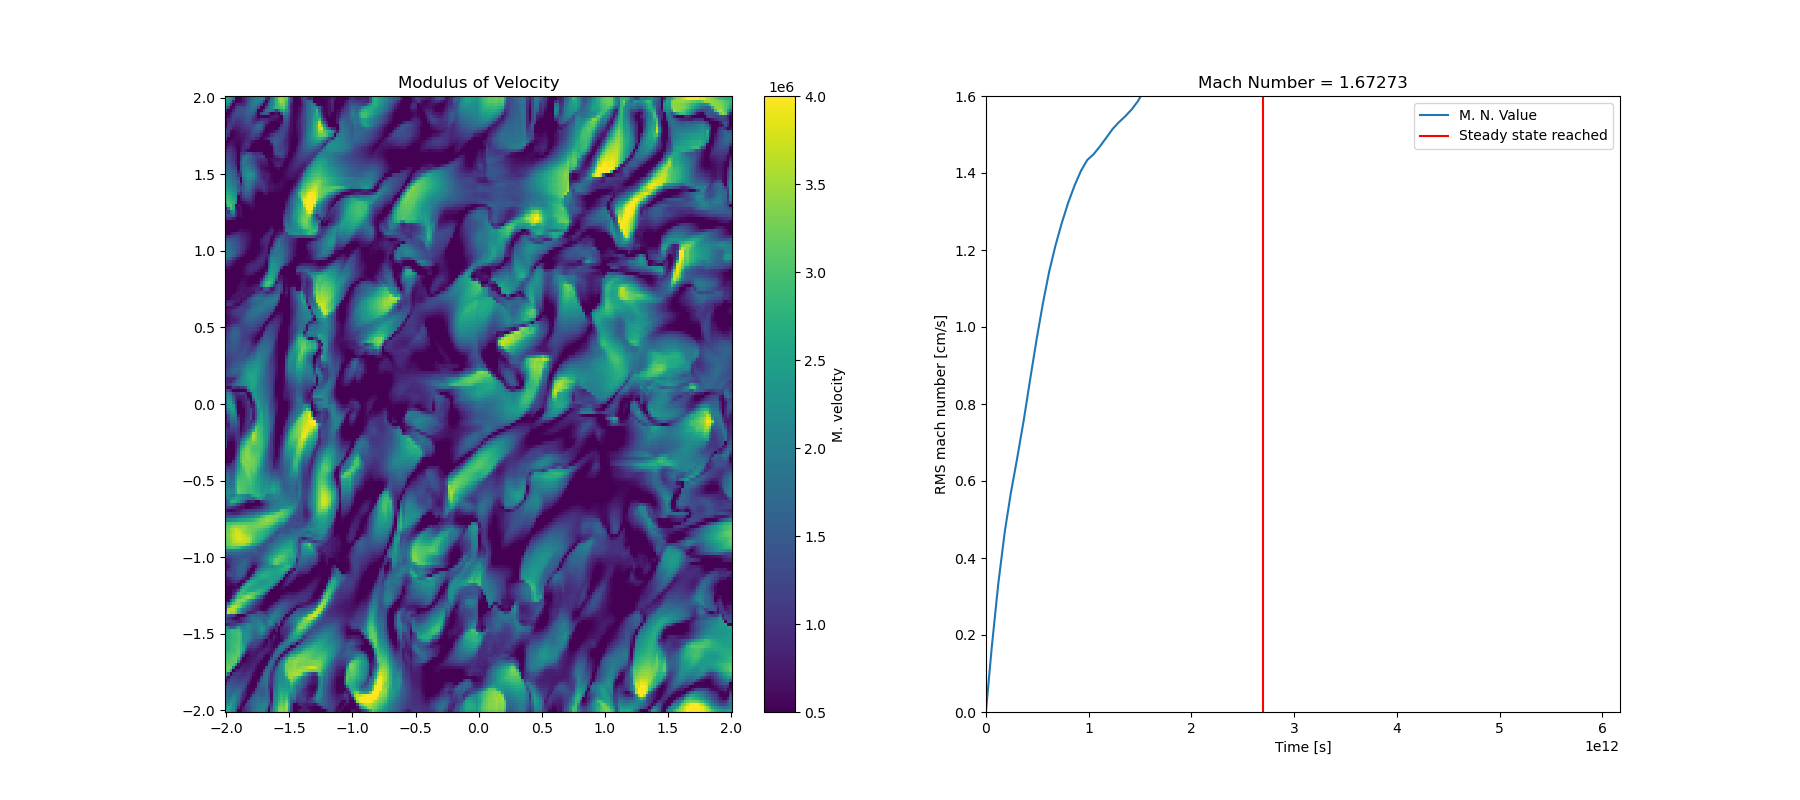 Modulus of Velocity
2.0
1.5
1.0
0.5
0.0
−0.5
−1.0
−1.5
−2.0
−2.0 −1.5 −1.0 −0.5 0.0 0.5 1.0 1.5 2.0
1e6
4.0
3.5
3.0
2.5
2.0
1.5
1.0
0.5
M. velocity
Mach Number = 1.67273
RMS mach number [cm/s]
1.6
1.4
1.2
1.0
0.8
0.6
0.4
0.2
0.0
M. N. Value
Steady state reached
0 1 2 3 4 5 6
Time [s]
1e12